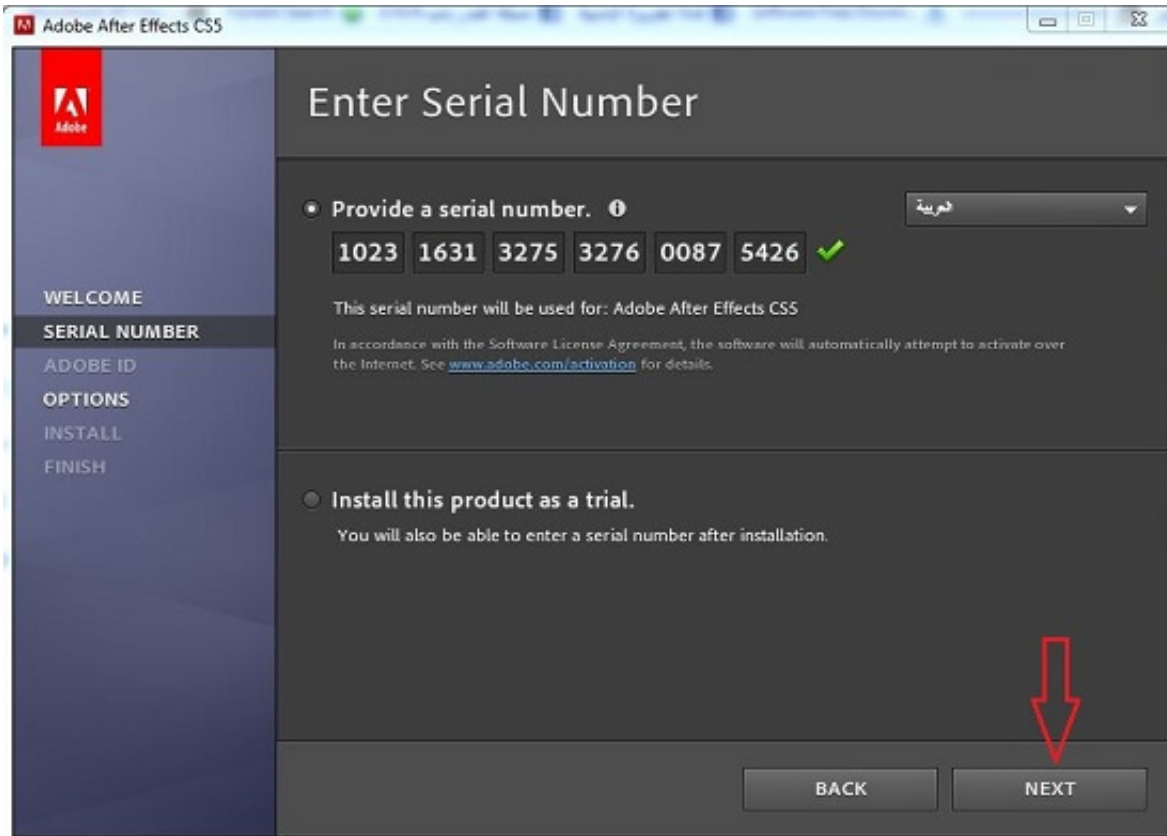 Adobe After Effects CS5
Adobe
Enter Serial Number
Provide a serial number.
العربية
1023 1631 3275 3276 0087 5426
This serial number will be used for: Adobe After Effects CS5
In accordance with the Software License Agreement, the software will automatically attempt to activate over
the Internet. See www.adobe.com/activation for details.
WELCOME
SERIAL NUMBER
ADOBE ID
OPTIONS
INSTALL
FINISH
Install this product as a trial.
You will also be able to enter a serial number after installation.
BACK
NEXT